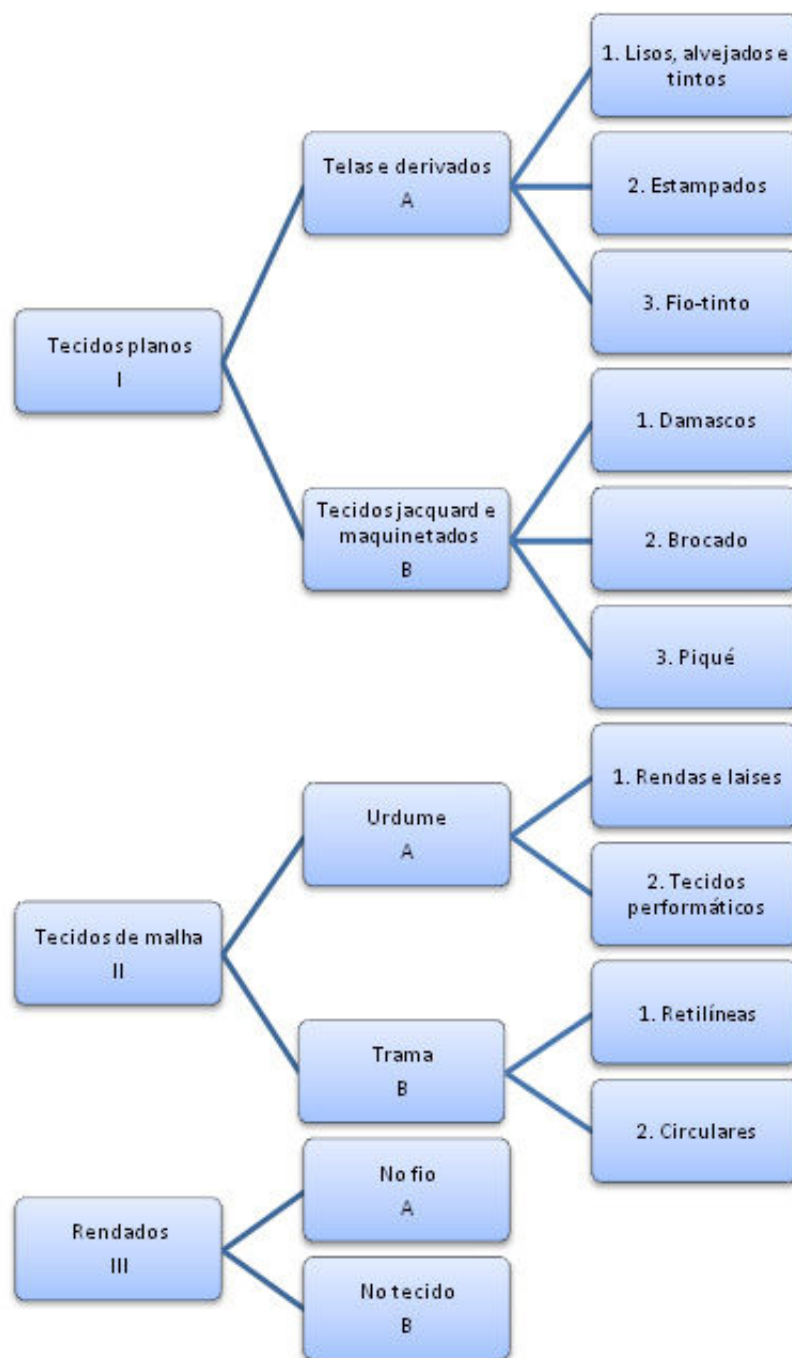 Tecidos planos
I
Telas e derivados
A
1. Lisos, alvejados e
tintos
2. Estampados
3. Fio-tinto
Tecidos jacquard e
maquinetados
B
1. Damascos
2. Brocado
3. Piqué
Tecidos de malha
II
Urdume
A
1. Rendas e laises
2. Tecidos
performáticos
Trama
B
1. Retilíneas
2. Circulares
Rendados
III
No fio
A
No tecido
B